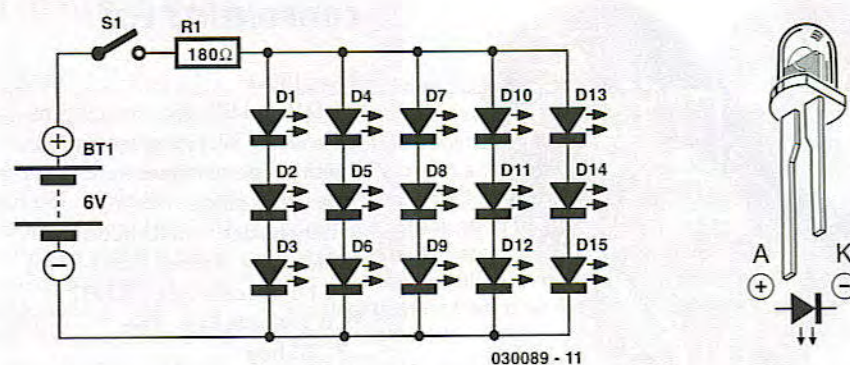 S1
R1
180Ω
D1
D4
D7
D10
D13
+
BT1
D2
D5
D8
D11
D14
6V
D3
D6
D9
D12
D15
−
A
K
+
−
030089 - 11